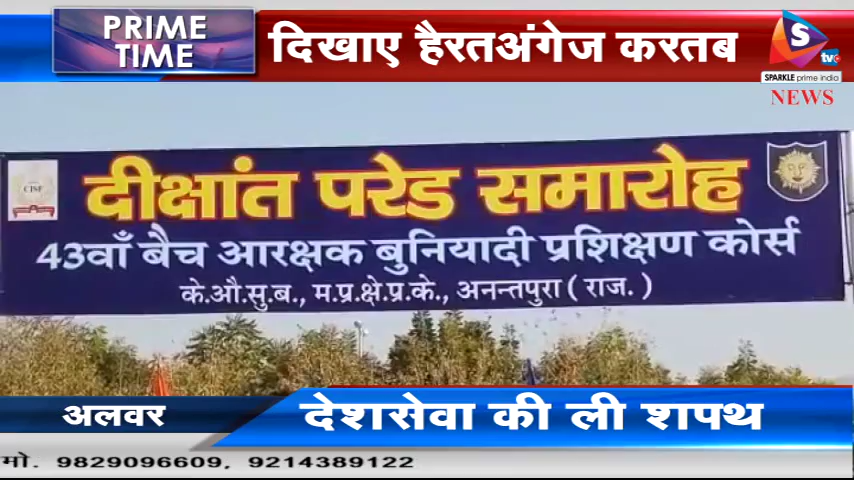 PRIME
TIME
दिखाए हैरतअंगेज करतब
S
tv
SPARKLE prime india
NEWS
CISF
दीक्षांत परेड समारोह
43वाँ बैच आरक्षक बुनियादी प्रशिक्षण कोर्स
के.औ.सु.ब., म.प्र.क्षे.प्र.के., अनन्तपुरा ( राज. )
अलवर
देशसेवा की ली शपथ
मो. 9829096609, 9214389122